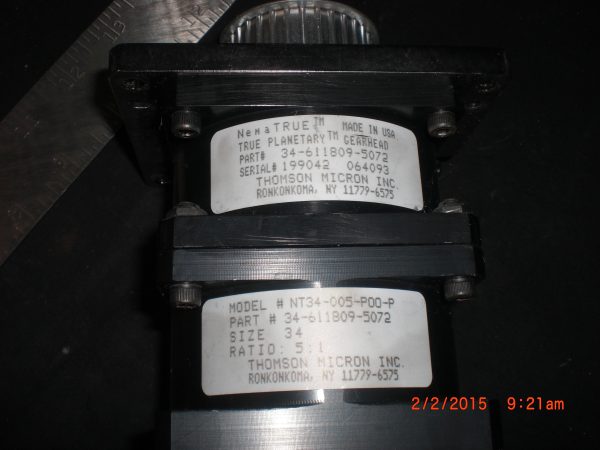 NemaTRUE™ MADE IN USA
TRUE PLANETARY™ GEARHEAD
PART# 34-611809-5072
SERIAL# 199042 064093
THOMSON MICRON INC.
RONKONKOMA, NY 11779-6575
MODEL # NT34-005-P00-P
PART # 34-611809-5072
SIZE 34
RATIO: 5:1
THOMSON MICRON INC.
RONKONKOMA, NY 11779-6575
2/2/2015 9:21am